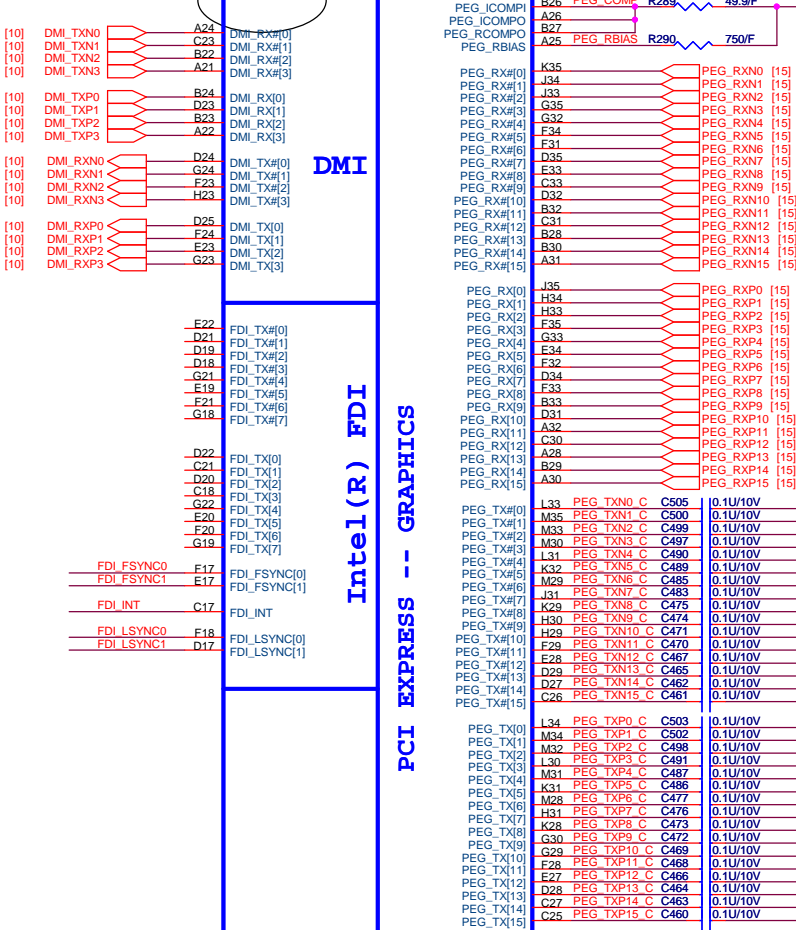 PEG_ICOMPI B26 PEG_COMP R289 49.9/F
PEG_ICOMPO A26
PEG_RCOMPO B27
PEG_RBIAS A25 PEG_RBIAS R290 750/F
[10] DMI_TXN0 A24 DMI_RX#[0]
[10] DMI_TXN1 C23 DMI_RX#[1]
[10] DMI_TXN2 B22 DMI_RX#[2]
[10] DMI_TXN3 A21 DMI_RX#[3]
[10] DMI_TXP0 B24 DMI_RX[0]
[10] DMI_TXP1 D23 DMI_RX[1]
[10] DMI_TXP2 B23 DMI_RX[2]
[10] DMI_TXP3 A22 DMI_RX[3]
[10] DMI_RXN0 D24 DMI_TX#[0]
[10] DMI_RXN1 G24 DMI_TX#[1]
[10] DMI_RXN2 F23 DMI_TX#[2]
[10] DMI_RXN3 H23 DMI_TX#[3]
[10] DMI_RXP0 D25 DMI_TX[0]
[10] DMI_RXP1 F24 DMI_TX[1]
[10] DMI_RXP2 E23 DMI_TX[2]
[10] DMI_RXP3 G23 DMI_TX[3]
DMI
E22 FDI_TX#[0]
D21 FDI_TX#[1]
D19 FDI_TX#[2]
D18 FDI_TX#[3]
G21 FDI_TX#[4]
E19 FDI_TX#[5]
F21 FDI_TX#[6]
G18 FDI_TX#[7]
D22 FDI_TX[0]
C21 FDI_TX[1]
D20 FDI_TX[2]
C18 FDI_TX[3]
G22 FDI_TX[4]
E20 FDI_TX[5]
F20 FDI_TX[6]
G19 FDI_TX[7]
FDI_FSYNC0 F17 FDI_FSYNC[0]
FDI_FSYNC1 E17 FDI_FSYNC[1]
FDI_INT C17 FDI_INT
FDI_LSYNC0 F18 FDI_LSYNC[0]
FDI_LSYNC1 D17 FDI_LSYNC[1]
Intel(R) FDI
PCI EXPRESS -- GRAPHICS
PEG_RX#[0] K35 PEG_RXN0 [15]
PEG_RX#[1] J34 PEG_RXN1 [15]
PEG_RX#[2] J33 PEG_RXN2 [15]
PEG_RX#[3] G35 PEG_RXN3 [15]
PEG_RX#[4] G32 PEG_RXN4 [15]
PEG_RX#[5] F34 PEG_RXN5 [15]
PEG_RX#[6] F31 PEG_RXN6 [15]
PEG_RX#[7] D35 PEG_RXN7 [15]
PEG_RX#[8] E33 PEG_RXN8 [15]
PEG_RX#[9] C33 PEG_RXN9 [15]
PEG_RX#[10] D32 PEG_RXN10 [15]
PEG_RX#[11] B32 PEG_RXN11 [15]
PEG_RX#[12] C31 PEG_RXN12 [15]
PEG_RX#[13] B28 PEG_RXN13 [15]
PEG_RX#[14] B30 PEG_RXN14 [15]
PEG_RX#[15] A31 PEG_RXN15 [15]
PEG_RX[0] J35 PEG_RXP0 [15]
PEG_RX[1] H34 PEG_RXP1 [15]
PEG_RX[2] H33 PEG_RXP2 [15]
PEG_RX[3] F35 PEG_RXP3 [15]
PEG_RX[4] G33 PEG_RXP4 [15]
PEG_RX[5] E34 PEG_RXP5 [15]
PEG_RX[6] F32 PEG_RXP6 [15]
PEG_RX[7] D34 PEG_RXP7 [15]
PEG_RX[8] F33 PEG_RXP8 [15]
PEG_RX[9] B33 PEG_RXP9 [15]
PEG_RX[10] D31 PEG_RXP10 [15]
PEG_RX[11] A32 PEG_RXP11 [15]
PEG_RX[12] C30 PEG_RXP12 [15]
PEG_RX[13] A28 PEG_RXP13 [15]
PEG_RX[14] B29 PEG_RXP14 [15]
PEG_RX[15] A30 PEG_RXP15 [15]
PEG_TX#[0] L33 PEG_TXN0_C C505 0.1U/10V
PEG_TX#[1] M35 PEG_TXN1_C C500 0.1U/10V
PEG_TX#[2] M33 PEG_TXN2_C C499 0.1U/10V
PEG_TX#[3] M30 PEG_TXN3_C C497 0.1U/10V
PEG_TX#[4] L31 PEG_TXN4_C C490 0.1U/10V
PEG_TX#[5] K32 PEG_TXN5_C C489 0.1U/10V
PEG_TX#[6] M29 PEG_TXN6_C C485 0.1U/10V
PEG_TX#[7] J31 PEG_TXN7_C C483 0.1U/10V
PEG_TX#[8] K29 PEG_TXN8_C C475 0.1U/10V
PEG_TX#[9] H30 PEG_TXN9_C C474 0.1U/10V
PEG_TX#[10] H29 PEG_TXN10_C C471 0.1U/10V
PEG_TX#[11] F29 PEG_TXN11_C C470 0.1U/10V
PEG_TX#[12] E28 PEG_TXN12_C C467 0.1U/10V
PEG_TX#[13] D29 PEG_TXN13_C C465 0.1U/10V
PEG_TX#[14] D27 PEG_TXN14_C C462 0.1U/10V
PEG_TX#[15] C26 PEG_TXN15_C C461 0.1U/10V
PEG_TX[0] L34 PEG_TXP0_C C503 0.1U/10V
PEG_TX[1] M34 PEG_TXP1_C C502 0.1U/10V
PEG_TX[2] M32 PEG_TXP2_C C498 0.1U/10V
PEG_TX[3] L30 PEG_TXP3_C C491 0.1U/10V
PEG_TX[4] M31 PEG_TXP4_C C487 0.1U/10V
PEG_TX[5] K31 PEG_TXP5_C C486 0.1U/10V
PEG_TX[6] M28 PEG_TXP6_C C477 0.1U/10V
PEG_TX[7] H31 PEG_TXP7_C C476 0.1U/10V
PEG_TX[8] K28 PEG_TXP8_C C473 0.1U/10V
PEG_TX[9] G30 PEG_TXP9_C C472 0.1U/10V
PEG_TX[10] G29 PEG_TXP10_C C469 0.1U/10V
PEG_TX[11] F28 PEG_TXP11_C C468 0.1U/10V
PEG_TX[12] E27 PEG_TXP12_C C466 0.1U/10V
PEG_TX[13] D28 PEG_TXP13_C C464 0.1U/10V
PEG_TX[14] C27 PEG_TXP14_C C463 0.1U/10V
PEG_TX[15] C25 PEG_TXP15_C C460 0.1U/10V